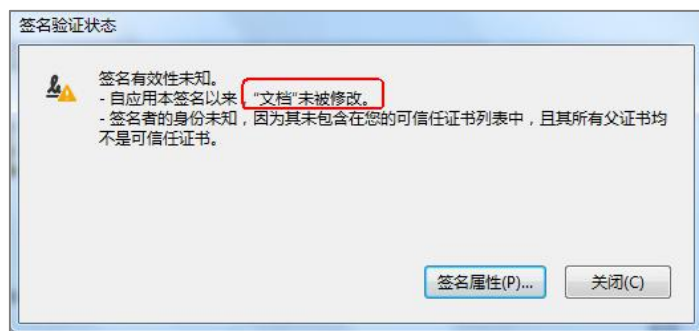 签名验证状态
签名有效性未知。
- 自应用本签名以来，“文档”未被修改。
- 签名者的身份未知，因为其未包含在您的可信任证书列表中，且其所有父证书均
不是可信任证书。
签名属性(P)... 关闭(C)